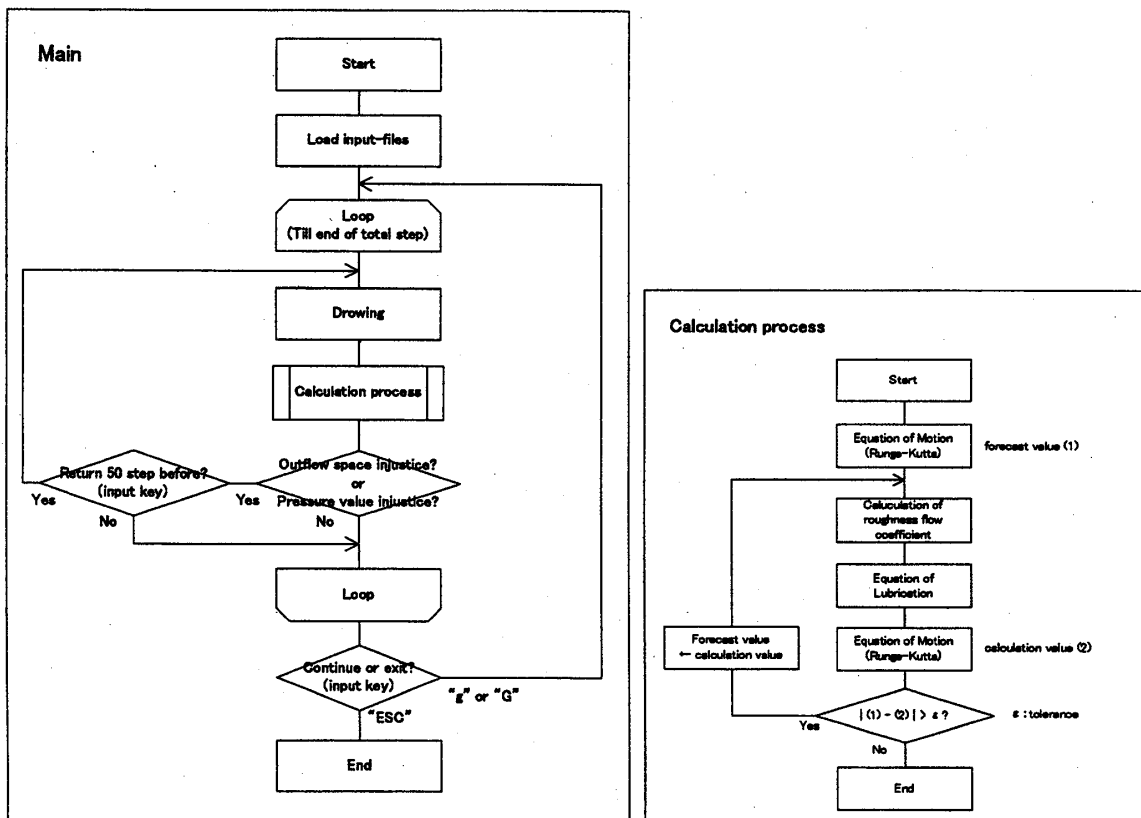 Main
Start
Load input-files
Loop
(Till end of total step)
Drowing
Calculation process
Outflow space injustice?
or
Pressure value injustice?
Return 50 step before?
(input key)
Yes
Yes
No
No
Loop
Continue or exit?
(input key)
"g" or "G"
"ESC"
End
Calculation process
Start
Equation of Motion
(Runge-Kutta)
forecast value (1)
Caluculation of
roughness flow
coefficient
Equation of
Lubrication
Forecast value
← calculation value
Equation of Motion
(Runge-Kutta)
calculation value (2)
| (1) - (2) | > ε ?
ε : tolerance
Yes
No
End